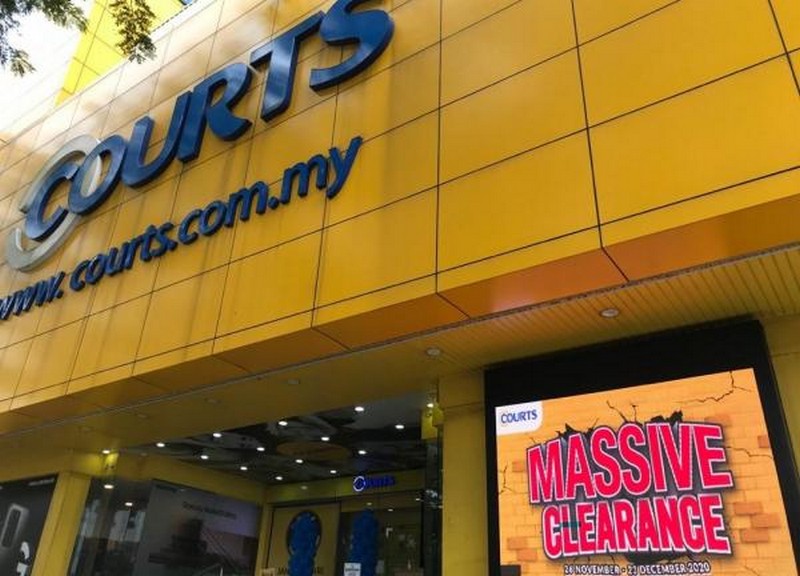 COURTS
www.courts.com.my
COURTS
COURTS
MASSIVE
CLEARANCE
26 NOVEMBER - 23 DECEMBER 2020